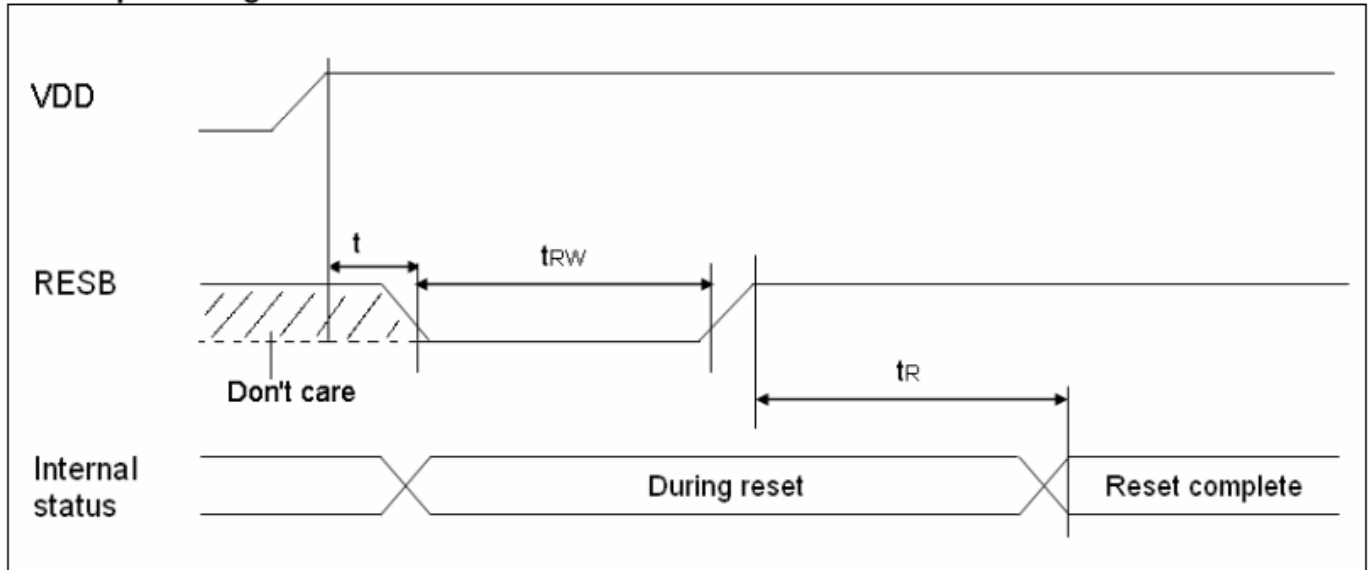 VDD
t
tRW
RESB
Don't care
tR
Internal
status
During reset
Reset complete